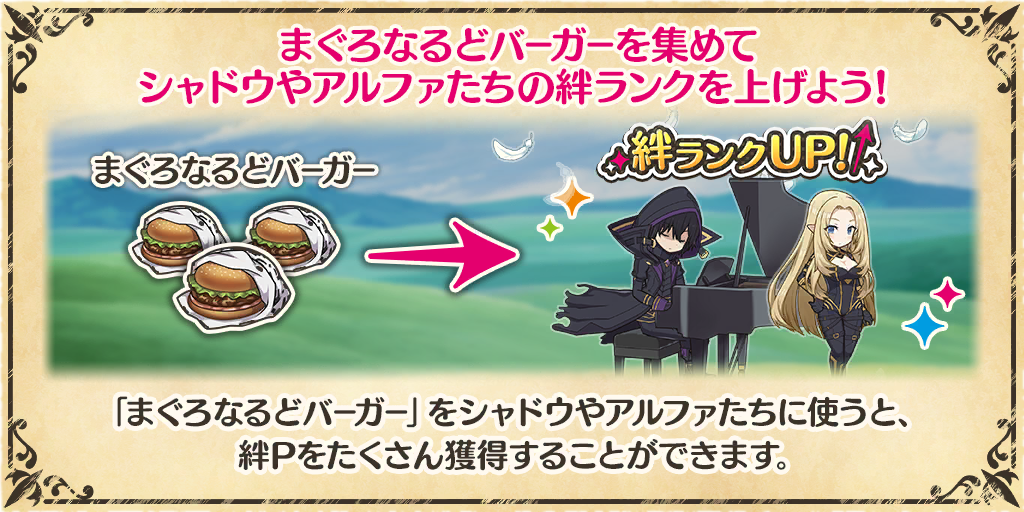 まぐろなるどバーガーを集めて
シャドウやアルファたちの絆ランクを上げよう！
まぐろなるどバーガー
絆ランクUP!!
「まぐろなるどバーガー」をシャドウやアルファたちに使うと、
絆Pをたくさん獲得することができます。